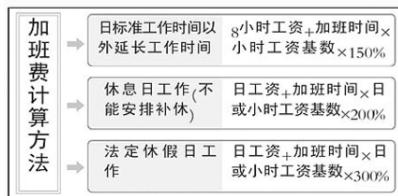 加班费计算方法
日标准工作时间以
外延长工作时间
8小时工资+加班时间×
小时工资基数×150%
休息日工作(不
能安排补休)
日工资+加班时间×日
或小时工资基数×200%
法定休假日工
作
日工资+加班时间×日
或小时工资基数×300%